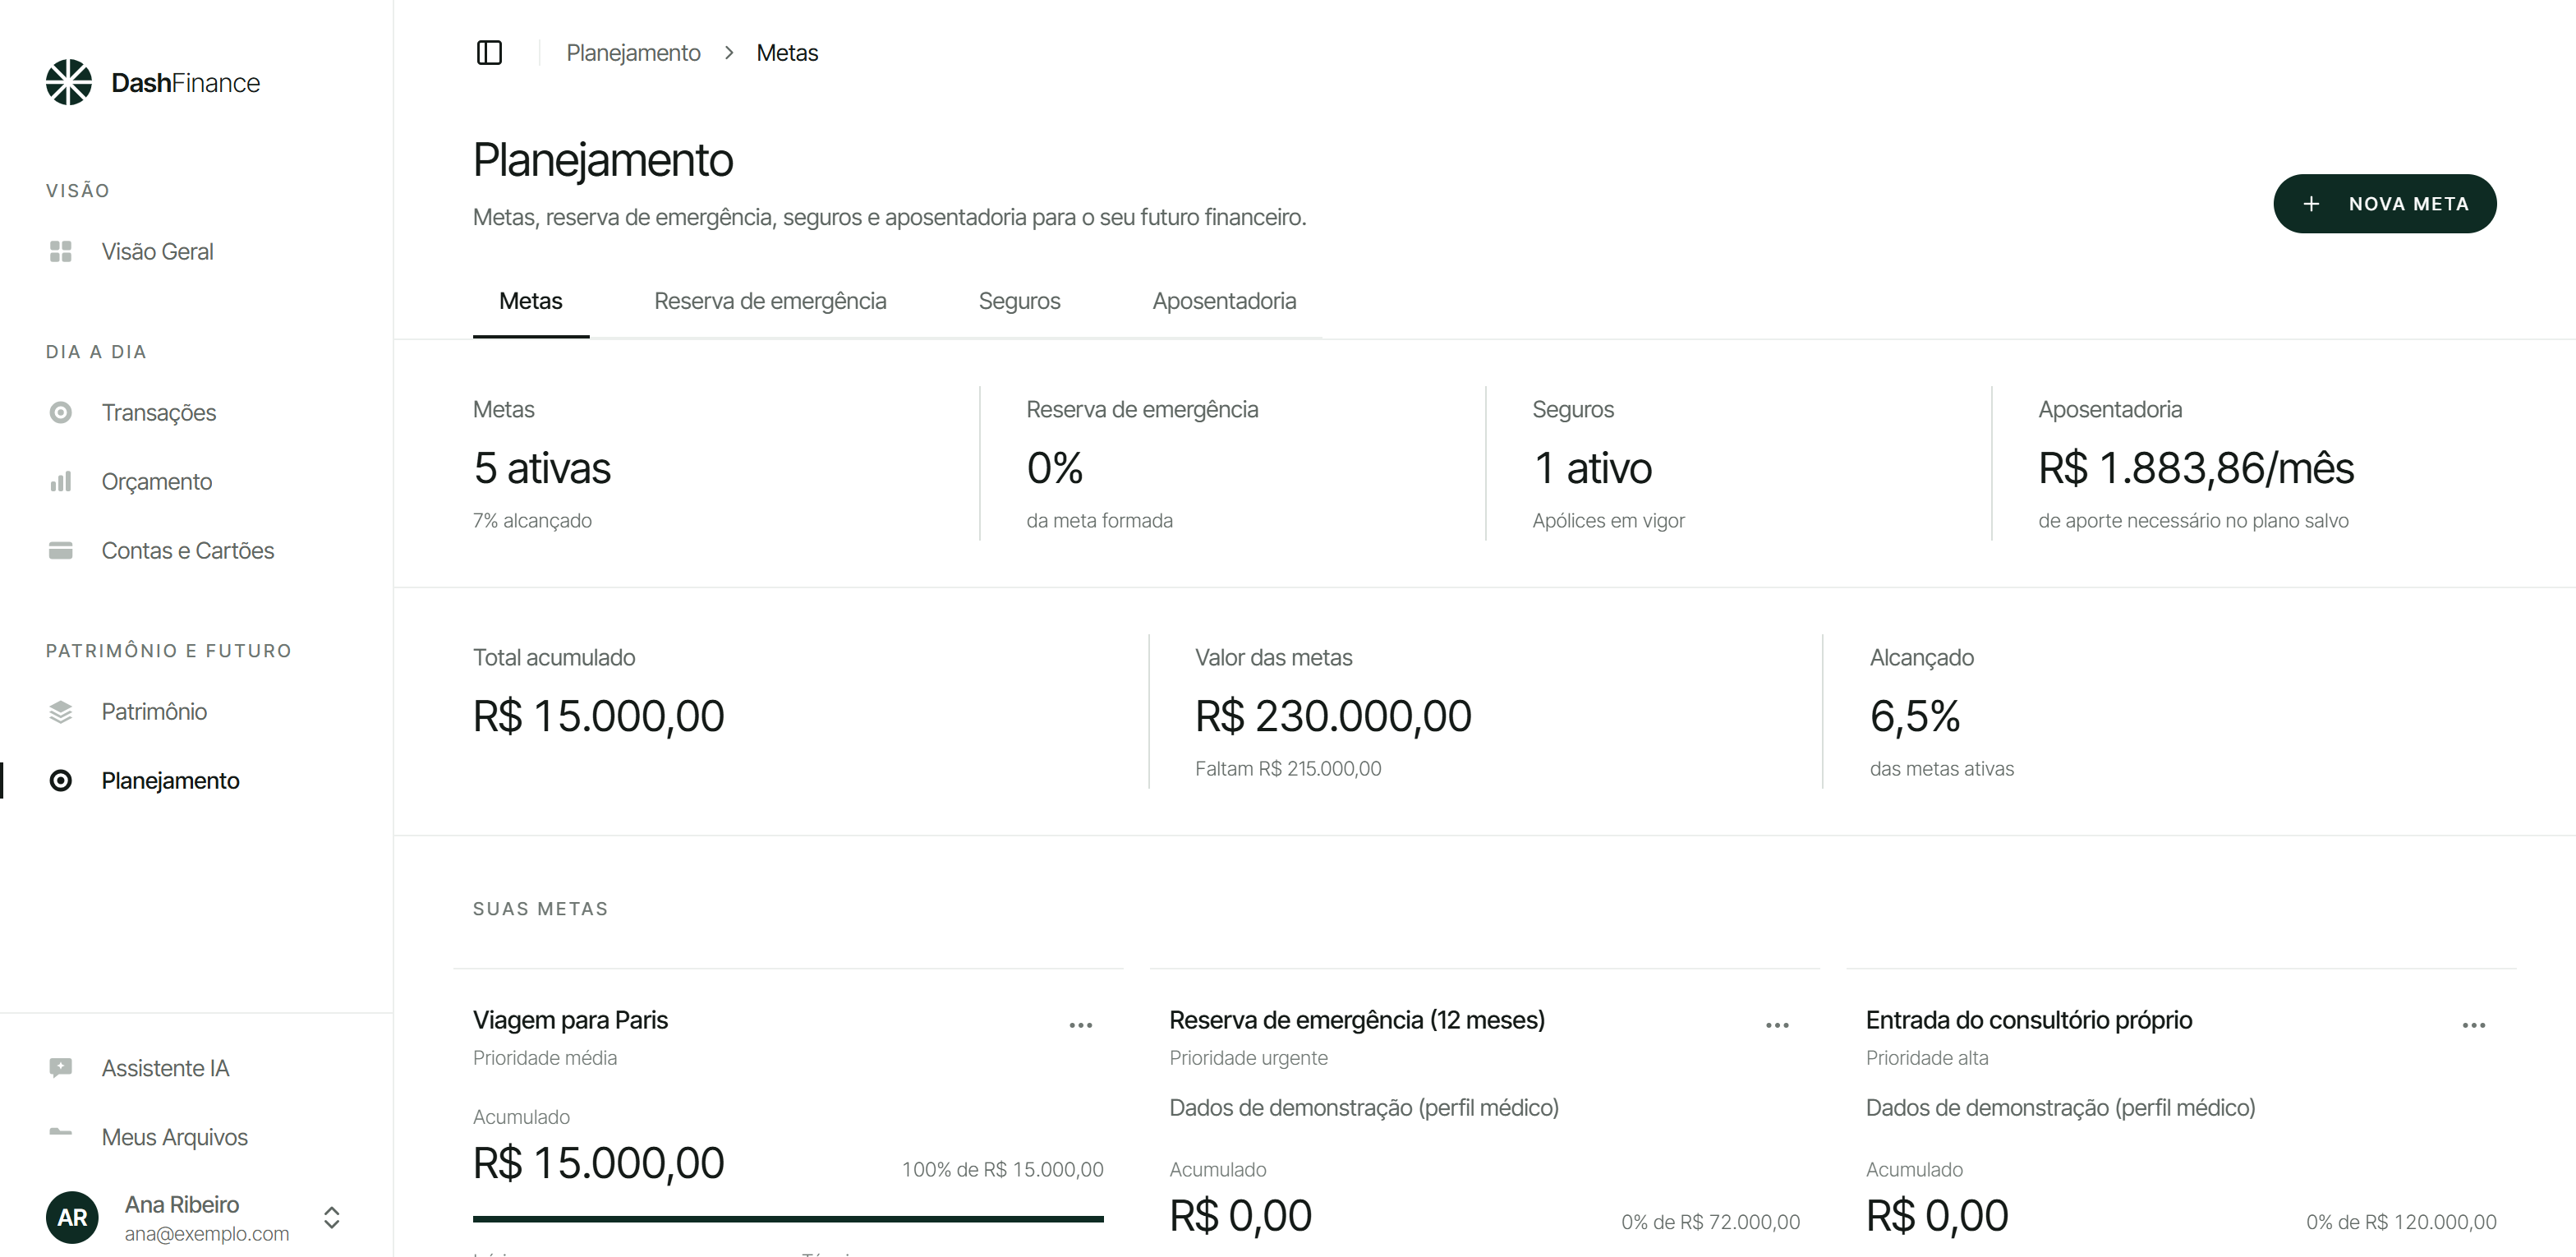 DashFinance
VISÃO
Visão Geral
DIA A DIA
Transações
Orçamento
Contas e Cartões
PATRIMÔNIO E FUTURO
Patrimônio
Planejamento
Assistente IA
Meus Arquivos
AR
Ana Ribeiro
ana@exemplo.com
Planejamento > Metas
Planejamento
Metas, reserva de emergência, seguros e aposentadoria para o seu futuro financeiro.
+ NOVA META
Metas Reserva de emergência Seguros Aposentadoria
Metas
5 ativas
7% alcançado
Reserva de emergência
0%
da meta formada
Seguros
1 ativo
Apólices em vigor
Aposentadoria
R$ 1.883,86/mês
de aporte necessário no plano salvo
Total acumulado
R$ 15.000,00
Valor das metas
R$ 230.000,00
Faltam R$ 215.000,00
Alcançado
6,5%
das metas ativas
SUAS METAS
Viagem para Paris
Prioridade média
Acumulado
R$ 15.000,00
100% de R$ 15.000,00
Reserva de emergência (12 meses)
Prioridade urgente
Dados de demonstração (perfil médico)
Acumulado
R$ 0,00
0% de R$ 72.000,00
Entrada do consultório próprio
Prioridade alta
Dados de demonstração (perfil médico)
Acumulado
R$ 0,00
0% de R$ 120.000,00